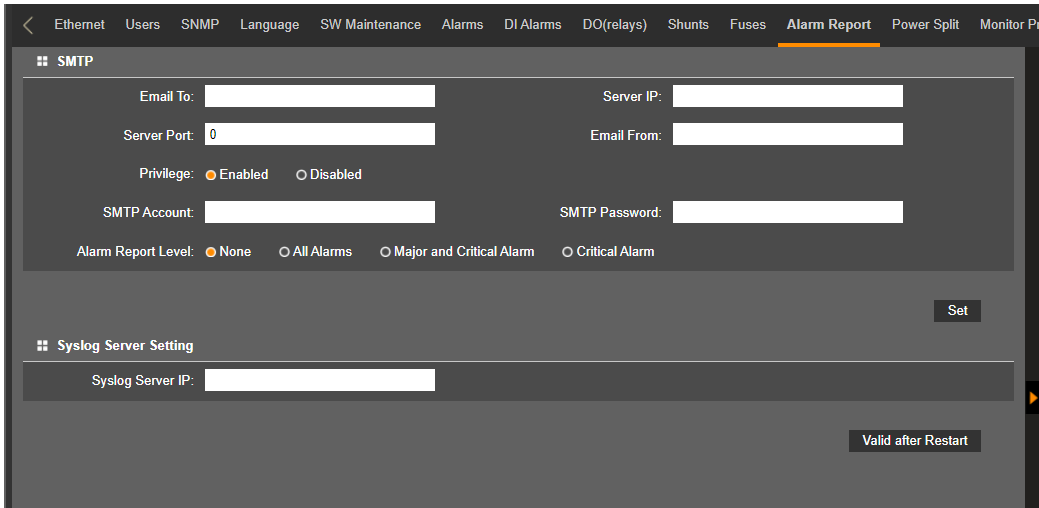 Ethernet Users SNMP Language SW Maintenance Alarms DI Alarms DO(relays) Shunts Fuses Alarm Report Power Split Monitor Pr
SMTP
Email To: Server IP:
Server Port: 0 Email From:
Privilege: Enabled Disabled
SMTP Account: SMTP Password:
Alarm Report Level: None All Alarms Major and Critical Alarm Critical Alarm
Set
Syslog Server Setting
Syslog Server IP:
Valid after Restart